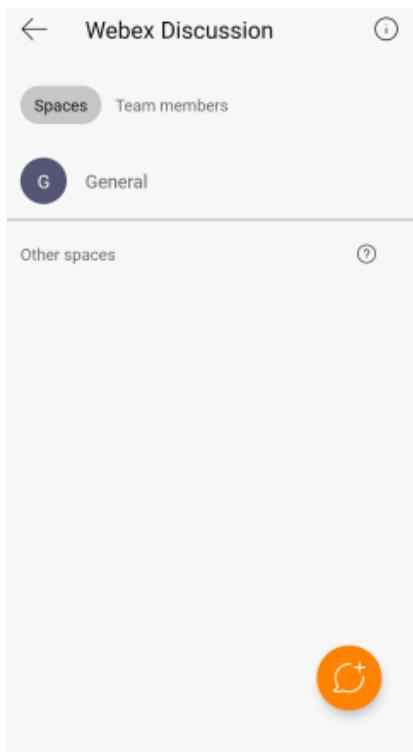 Webex Discussion
Spaces Team members
G General
Other spaces